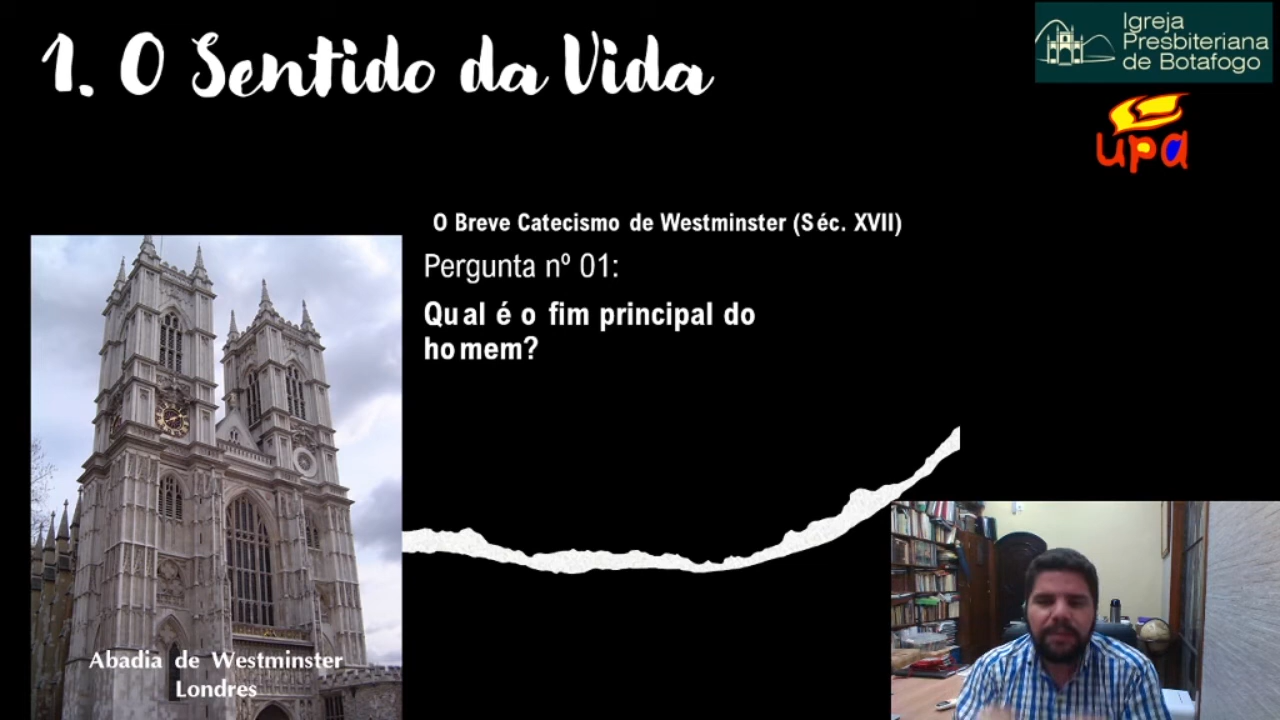 1. O Sentido da Vida
Igreja
Presbiteriana
de Botafogo
upa
O Breve Catecismo de Westminster (Séc. XVII)
Pergunta nº 01:
Qual é o fim principal do
homem?
Abadia de Westminster
Londres